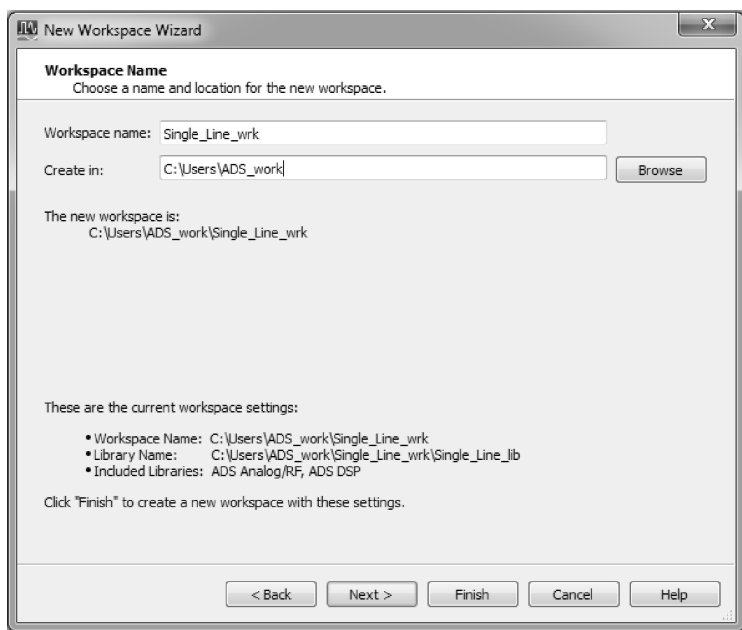 New Workspace Wizard
Workspace Name
Choose a name and location for the new workspace.
Workspace name: Single_Line_wrk
Create in: C:\Users\ADS_work Browse
The new workspace is:
C:\Users\ADS_work\Single_Line_wrk
These are the current workspace settings:
• Workspace Name: C:\Users\ADS_work\Single_Line_wrk
• Library Name: C:\Users\ADS_work\Single_Line_wrk\Single_Line_lib
• Included Libraries: ADS Analog/RF, ADS DSP
Click "Finish" to create a new workspace with these settings.
< Back Next > Finish Cancel Help